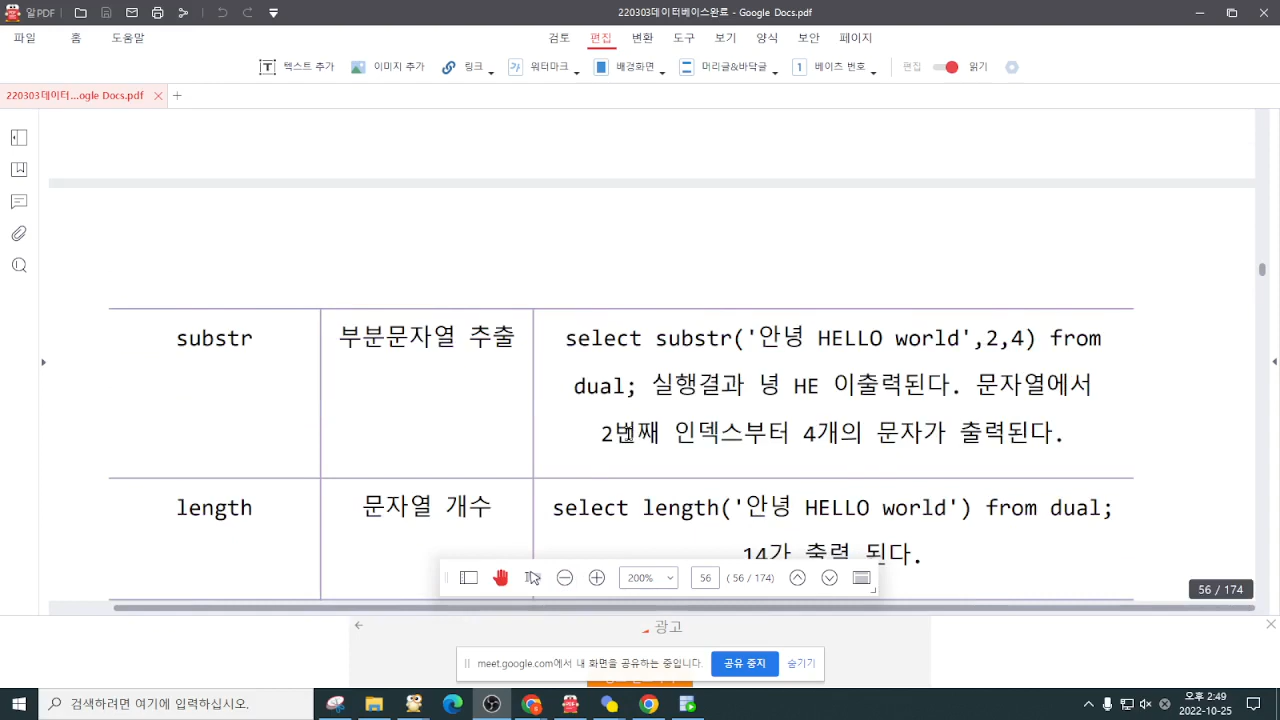 알PDF
220303데이터베이스완료 - Google Docs.pdf
파일 홈 도움말 검토 편집 변환 도구 보기 양식 보안 페이지
텍스트 추가 이미지 추가 링크 워터마크 배경화면 머리글&바닥글 베이즈 번호 편집 읽기
220303데이터...ogle Docs.pdf
substr
부분문자열 추출
select substr('안녕 HELLO world',2,4) from
dual; 실행결과 녕 HE 이출력된다. 문자열에서
2번째 인덱스부터 4개의 문자가 출력된다.
length
문자열 개수
select length('안녕 HELLO world') from dual;
14가 출력 된다.
200% 56 (56 / 174)
56 / 174
광고
meet.google.com에서 내 화면을 공유하는 중입니다. 공유 중지 숨기기
검색하려면 여기에 입력하십시오.
오후 2:49
2022-10-25